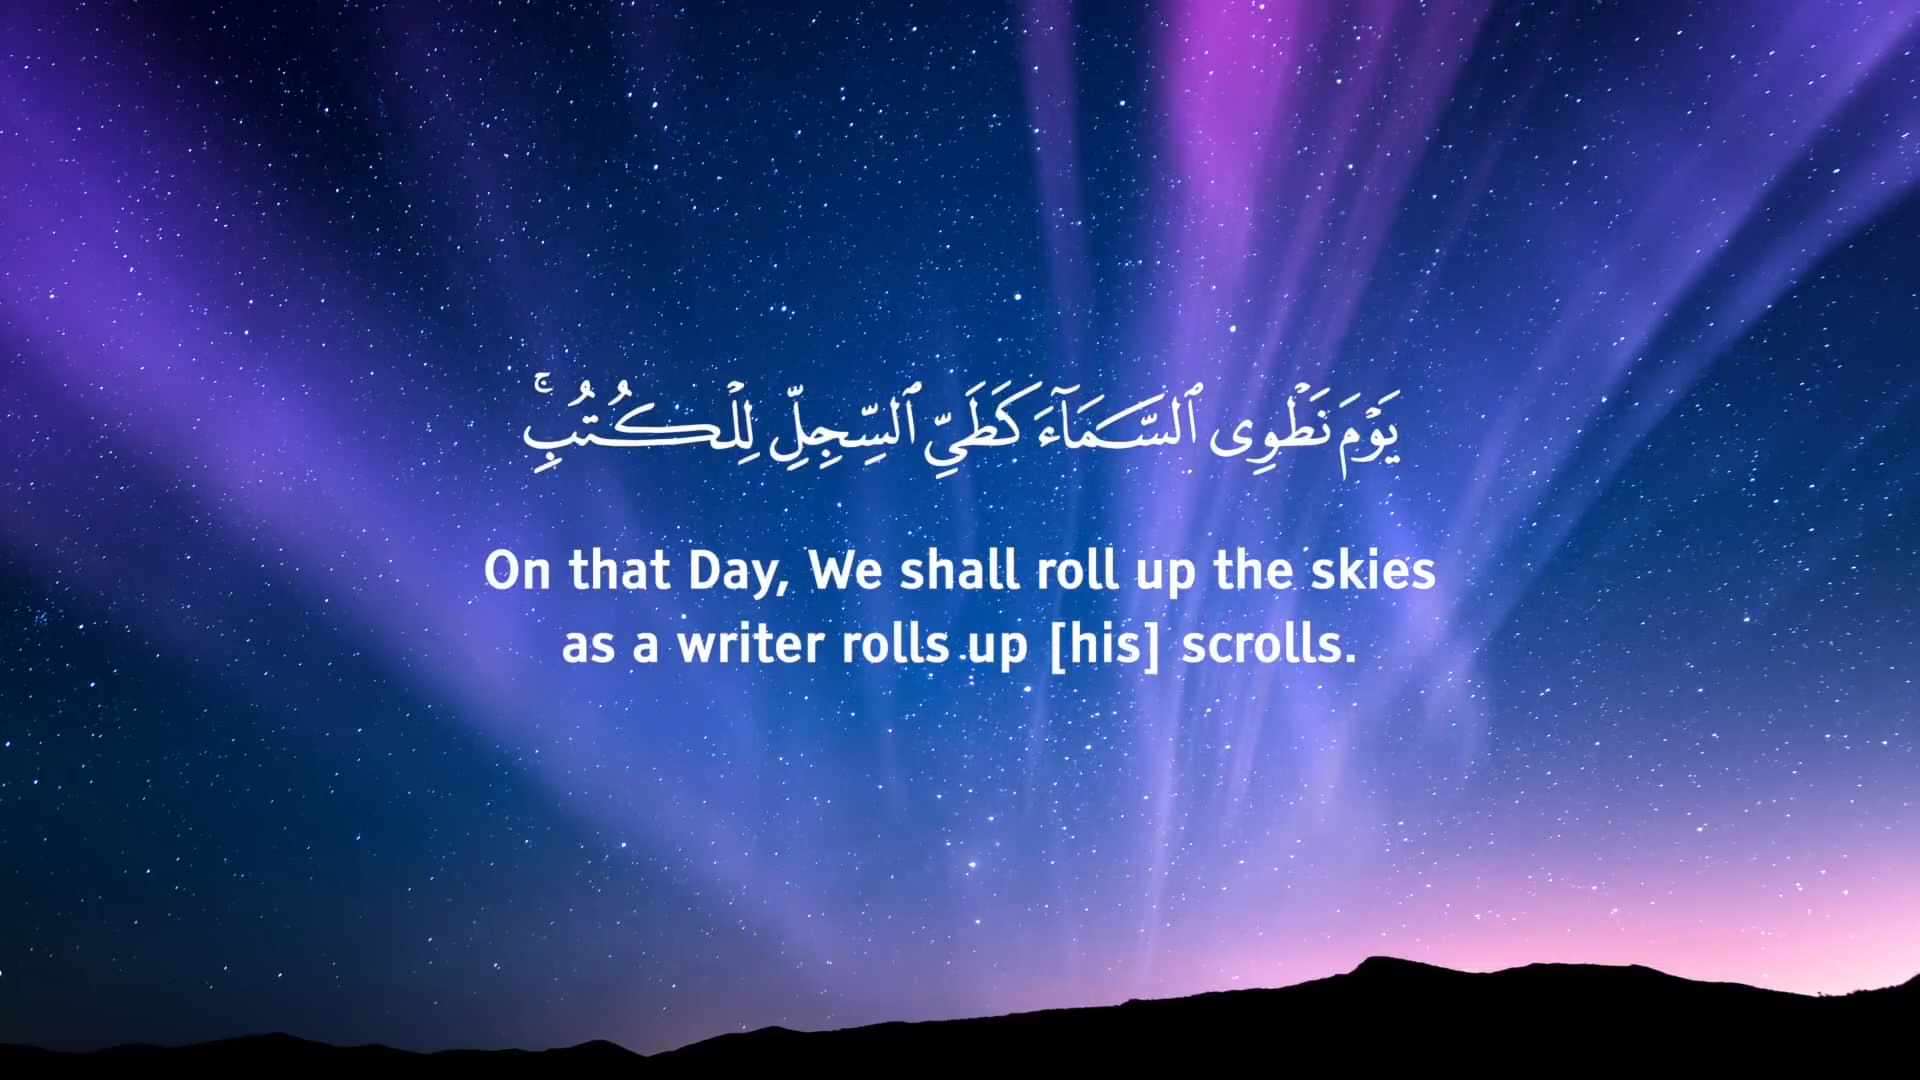 يَوْمَ نَطْوِى ٱلسَّمَآءَ كَطَىِّ ٱلسِّجِلِّ لِلْكُتُبِ ۚ
On that Day, We shall roll up the skies
as a writer rolls up [his] scrolls.